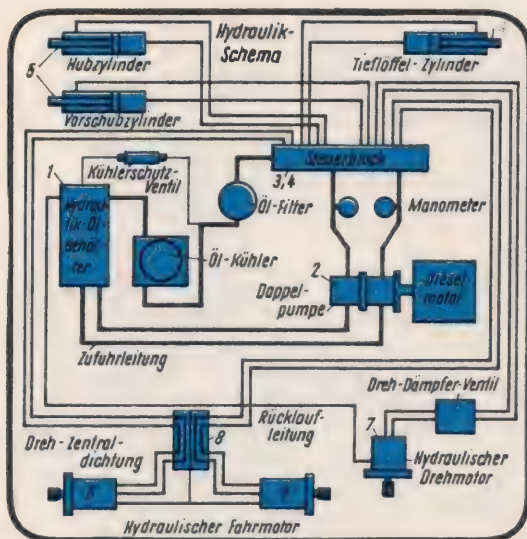 Hydraulik-
Schema
5
Hubzylinder
Tieflöffel-Zylinder
Vorschubzylinder
Kühlerschutz-
Ventil
1
Hydrau-
lik-Öl-
Behälter
Steuerblock
3,4
Öl-Filter
Manometer
Öl-Kühler
2
Doppel-
pumpe
Diesel-
motor
Zufuhrleitung
Dreh-Dämpfer-Ventil
Dreh-Zentral-
dichtung
8
Rücklauf-
leitung
7
Hydraulischer
Drehmotor
Hydraulischer Fahrmotor